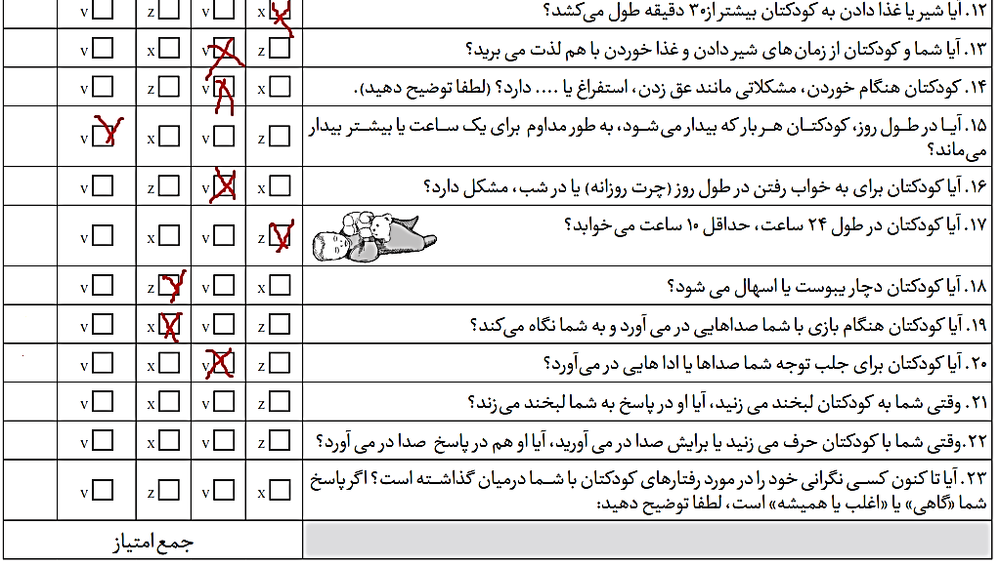 ۱۲. آیا شیر یا غذا دادن به کودکتان بیشتر از ۳۰ دقیقه طول می‌کشد؟ x v z v
۱۳. آیا شما و کودکتان از زمان‌های شیر دادن و غذا خوردن با هم لذت می برید؟ z v x v
۱۴. کودکتان هنگام خوردن، مشکلاتی مانند عق زدن، استفراغ یا .... دارد؟ (لطفا توضیح دهید). x v z v
۱۵. آیـا در طـول روز، کودکتـان هـر بار که بیدار می‌شـود، به طور مداوم برای یک سـاعت یا بیشـتر بیدار z v x v
می‌ماند؟
۱۶. آیا کودکتان برای به خواب رفتن در طول روز (چرت روزانه) یا در شب، مشکل دارد؟ x v z v
۱۷. آیا کودکتان در طول ۲۴ ساعت، حداقل ۱۰ ساعت می‌خوابد؟ z v x v
۱۸. آیا کودکتان دچار یبوست یا اسهال می شود؟ x v z v
۱۹. آیا کودکتان هنگام بازی با شما صداهایی در می آورد و به شما نگاه می‌کند؟ z v x v
۲۰. آیا کودکتان برای جلب توجه شما صداها یا ادا هایی در می‌آورد؟ z v x v
۲۱. وقتی شما به کودکتان لبخند می زنید، آیا او در پاسخ به شما لبخند می‌زند؟ z v x v
۲۲.وقتی شما با کودکتان حرف می زنید یا برایش صدا در می آورید، آیا او هم در پاسخ صدا در می آورد؟ z v x v
۲۳. آیا تا کنون کسـی نگرانی خود را در مورد رفتارهای کودکتان با شـما درمیان گذاشـته است؟ اگر پاسخ x v z v
شما «گاهی» یا «اغلب یا همیشه» است، لطفا توضیح دهید:
جمع امتیاز